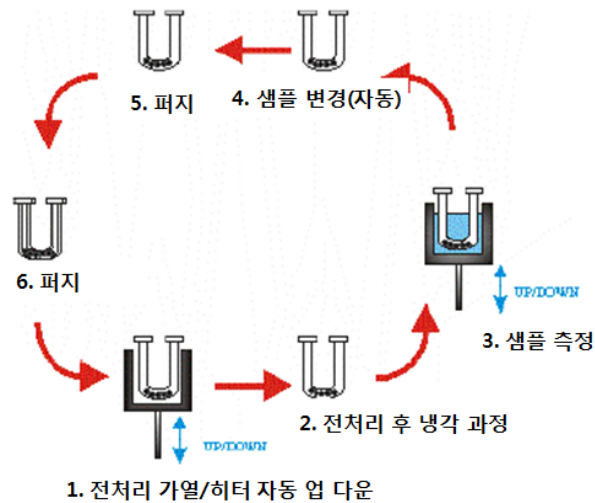 5. 퍼지
4. 샘플 변경(자동)
6. 퍼지
UP/DOWN
3. 샘플 측정
2. 전처리 후 냉각 과정
UP/DOWN
1. 전처리 가열/히터 자동 업 다운